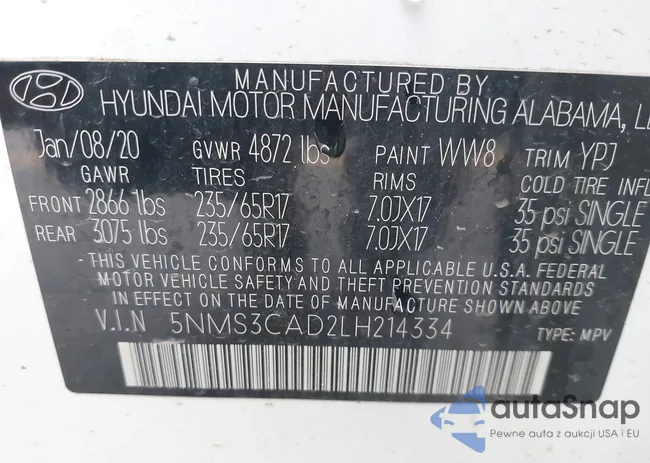 MANUFACTURED BY
HYUNDAI MOTOR MANUFACTURING ALABAMA,
Jan/08/20 GVWR 4872 lbs PAINT WW8 TRIM YPJ
GAWR TIRES RIMS COLD TIRE INFL
FRONT 2866 lbs 235/65R17 7.0JX17 35 psi SINGLE
REAR 3075 lbs 235/65R17 7.0JX17 35 psi SINGLE
- THIS VEHICLE CONFORMS TO ALL APPLICABLE U.S.A. FEDERAL
MOTOR VEHICLE SAFETY AND THEFT PREVENTION STANDARDS
IN EFFECT ON THE DATE OF MANUFACTURE SHOWN ABOVE
V.I.N 5NMS3CAD2LH214334 TYPE: MPV
autaSnap
Pewne auta z aukcji USA i EU